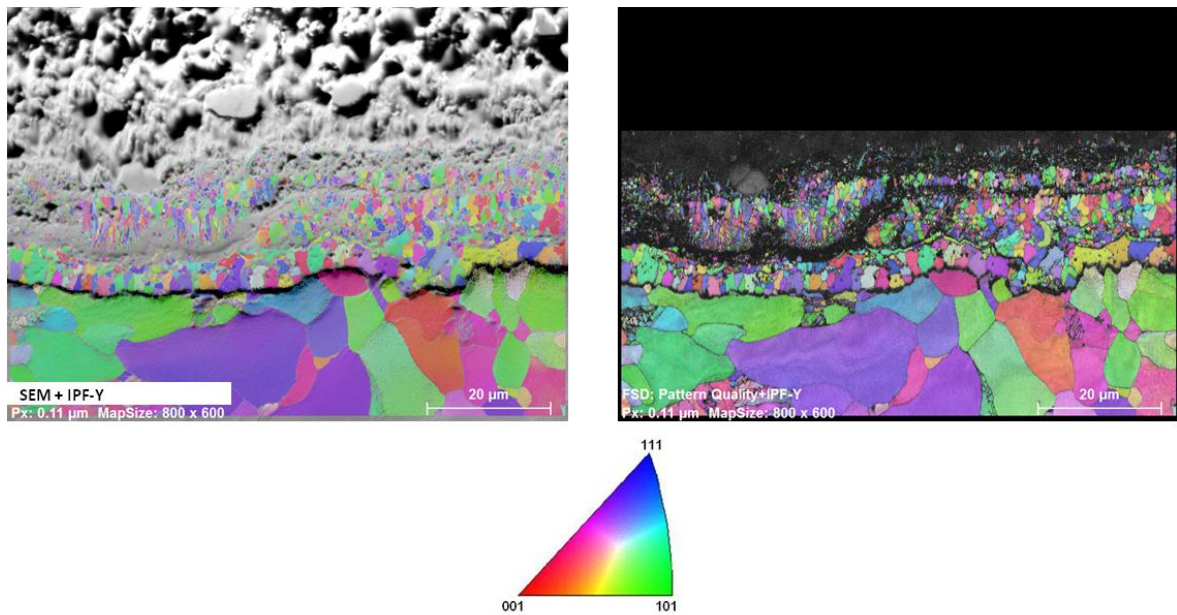 SEM + IPF-Y
20 µm
Px: 0.11 µm MapSize: 800 x 600
FSD; Pattern Quality+IPF-Y
20 µm
Px: 0.11 µm MapSize: 800 x 600
111
001
101